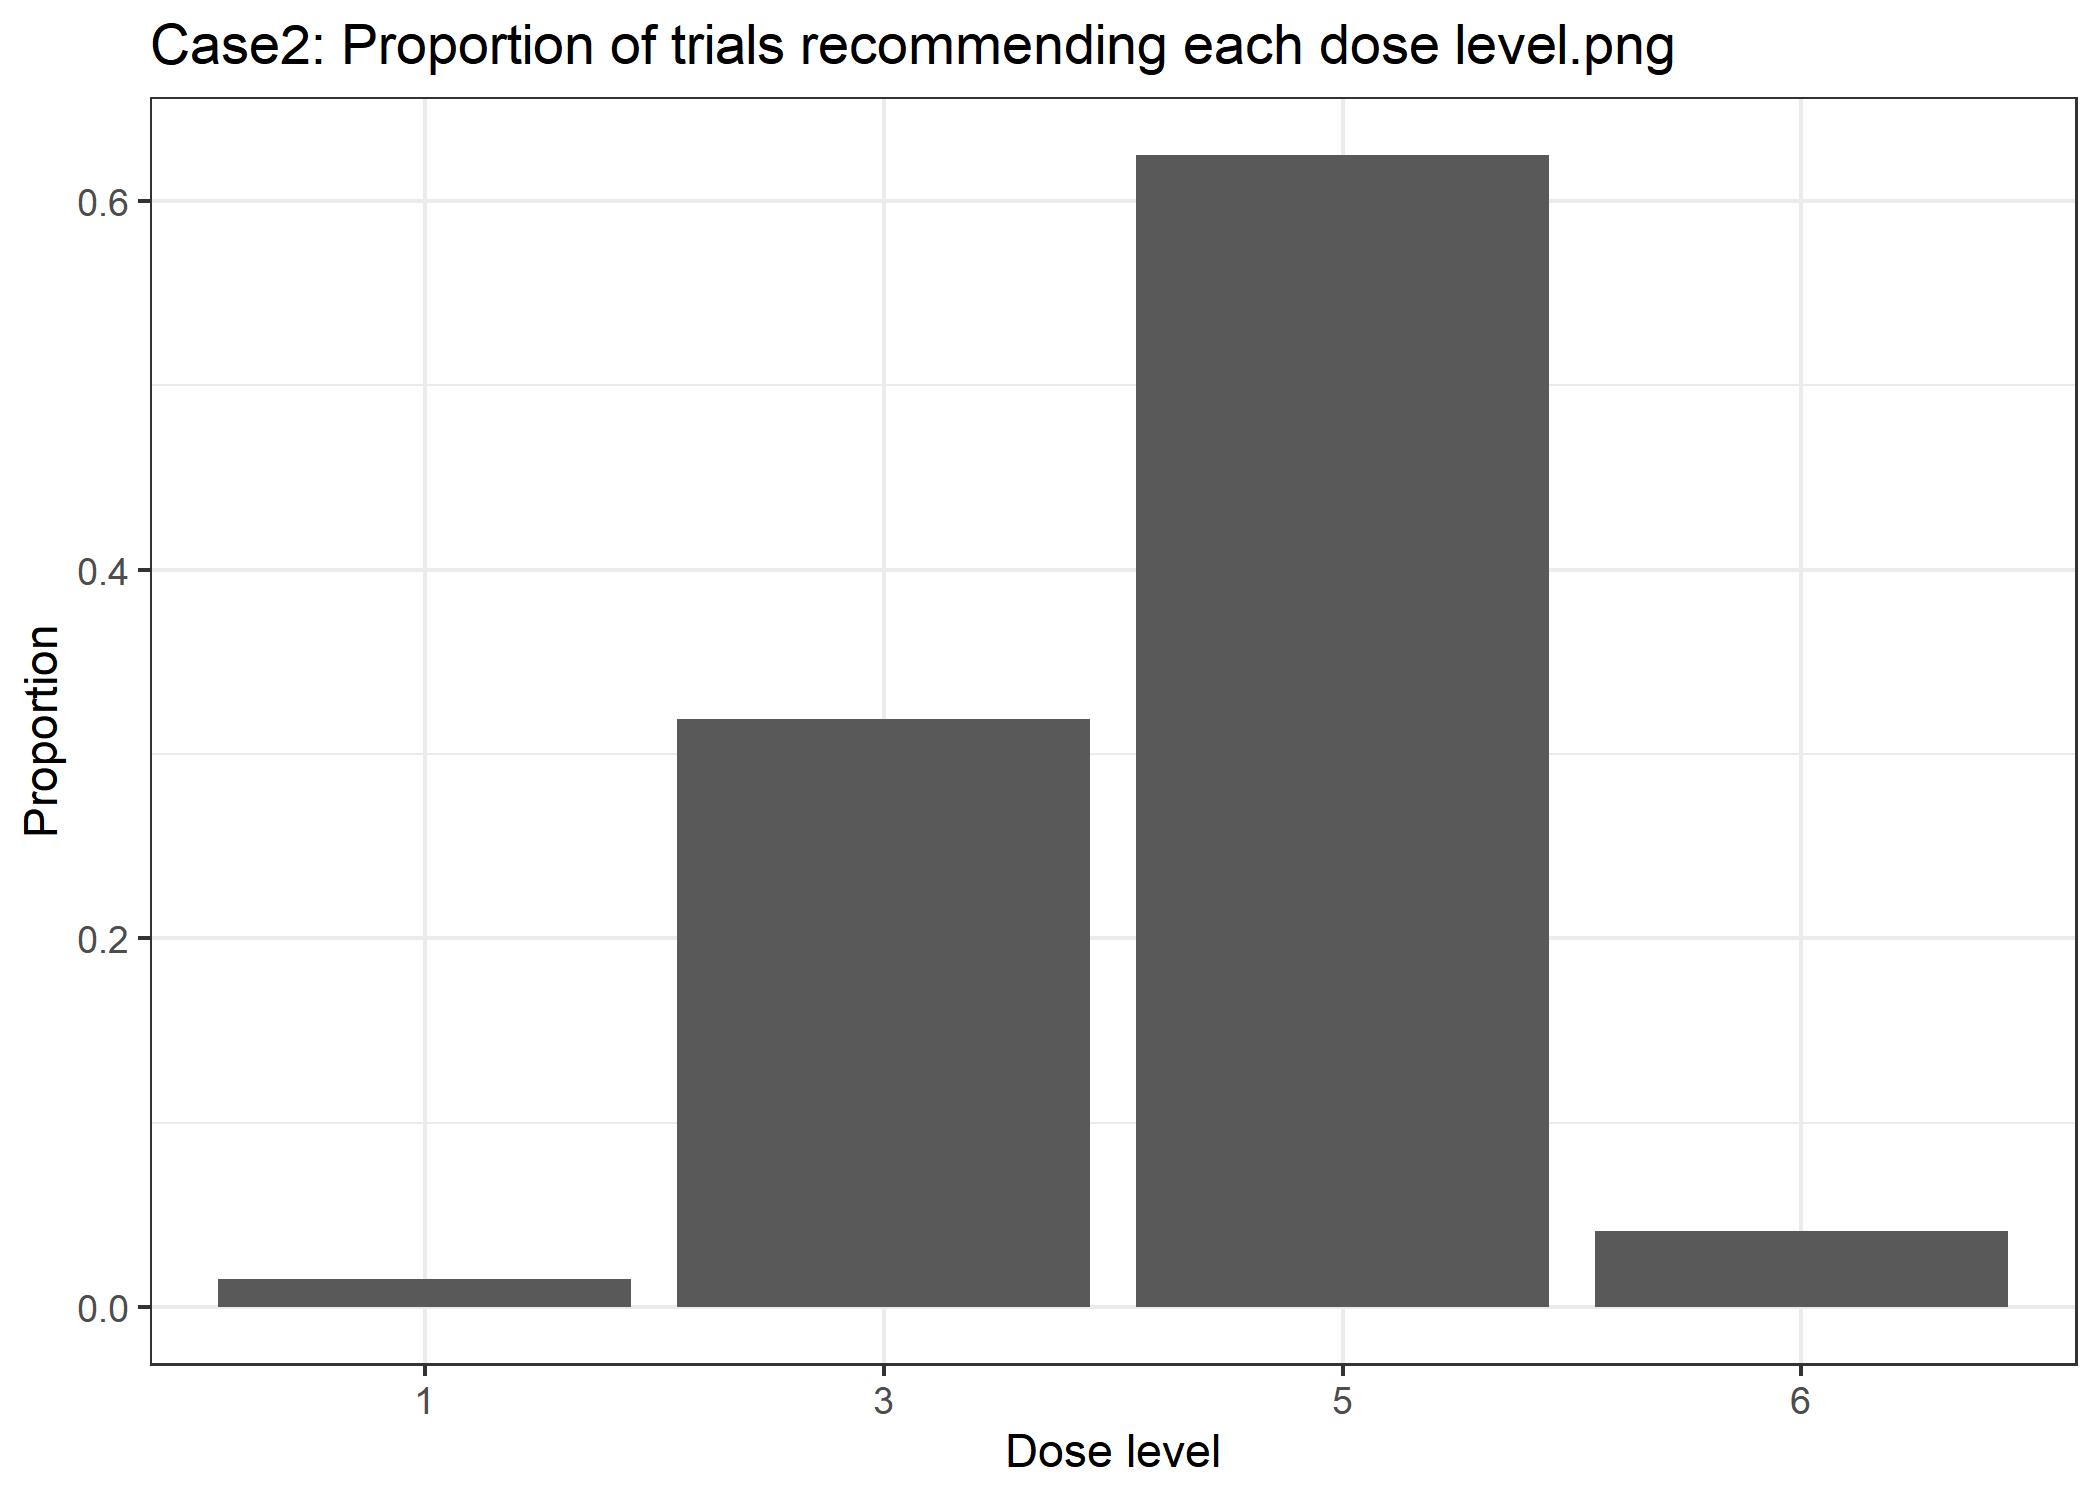 Case2: Proportion of trials recommending each dose level.png
Proportion
0.6
0.4
0.2
0.0
1 3 5 6
Dose level